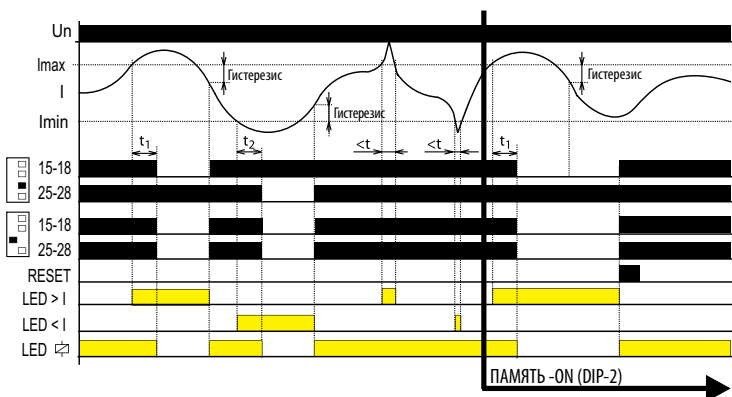 Un
Imax
I
Imin
Гистерезис
Гистерезис
Гистерезис
t1
t2
<t
<t
t1
15-18
25-28
15-18
25-28
RESET
LED > I
LED < I
LED
ПАМЯТЬ -ON (DIP-2)